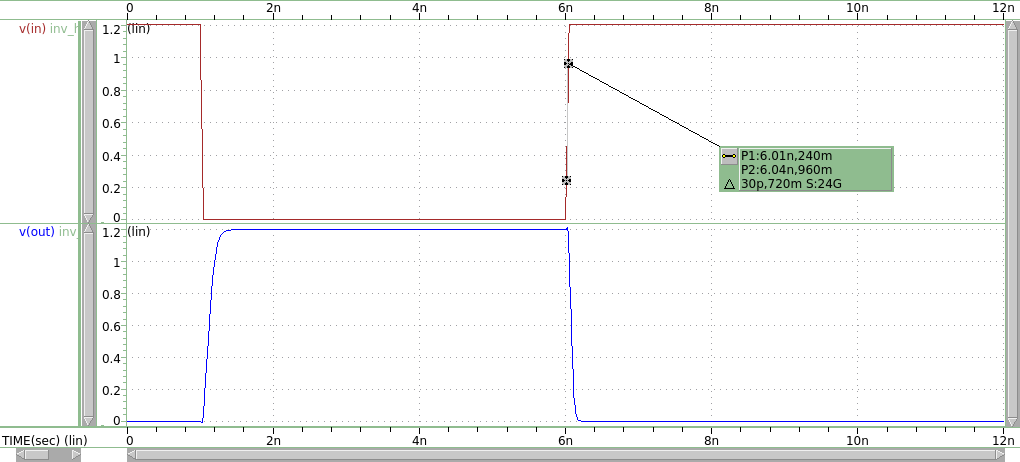 0 2n 4n 6n 8n 10n 12n
v(in) inv_
1.2 (lin)
1
0.8
0.6
0.4
0.2
0
P1:6.01n,240m
P2:6.04n,960m
30p,720m S:24G
v(out) inv_
1.2 (lin)
1
0.8
0.6
0.4
0.2
0
TIME(sec) (lin) 0 2n 4n 6n 8n 10n 12n